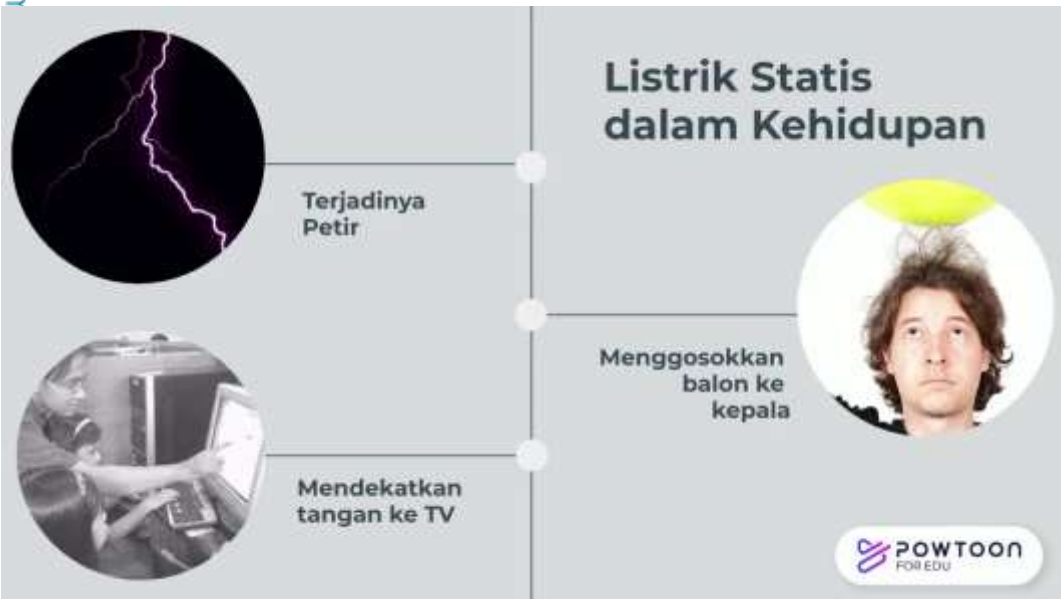 Listrik Statis
dalam Kehidupan
Terjadinya
Petir
Menggosokkan
balon ke
kepala
Mendekatkan
tangan ke TV
POWTOON
FOR EDU